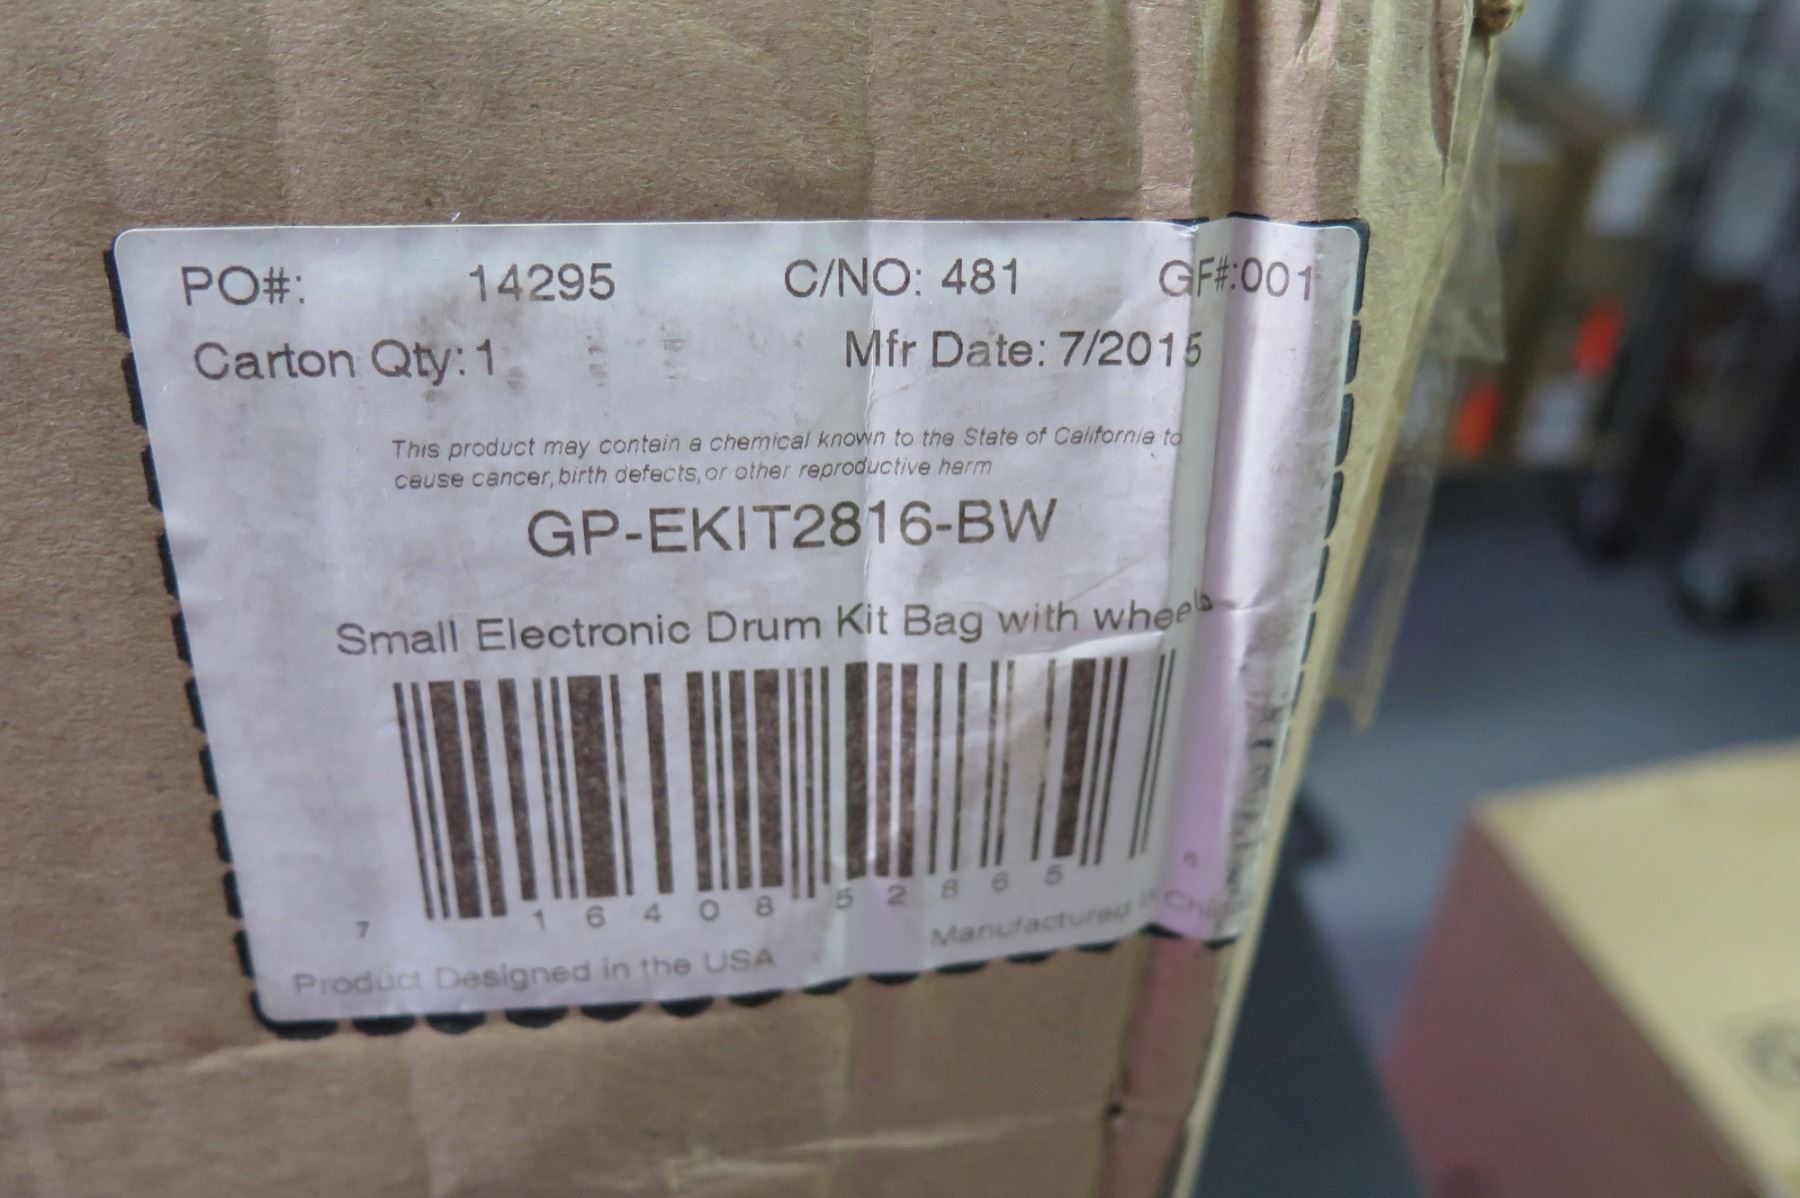 PO#: 14295 C/NO: 481 GF#:001
Carton Qty: 1 Mfr Date: 7/2015
This product may contain a chemical known to the State of California to
cause cancer, birth defects, or other reproductive harm
GP-EKIT2816-BW
Small Electronic Drum Kit Bag with wheels
7 16408 52865
Product Designed in the USA Manufactured in China